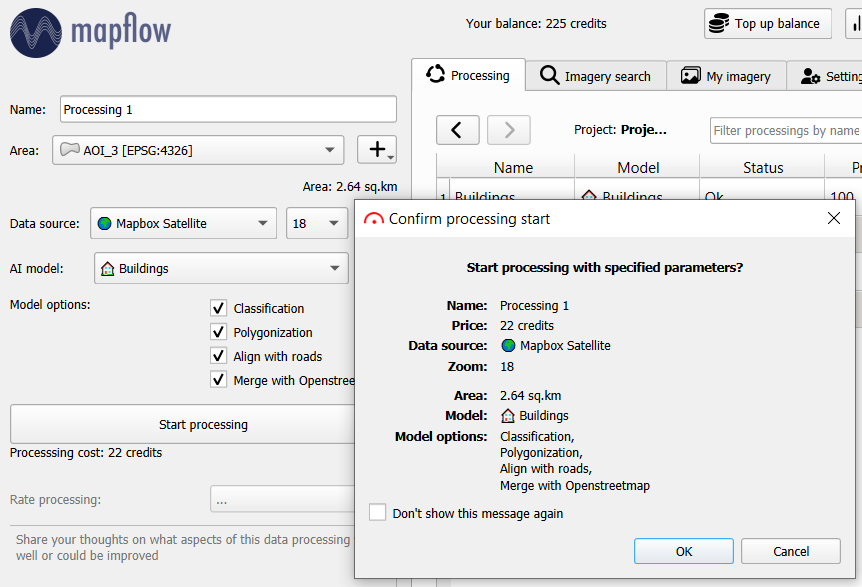 mapflow
Your balance: 225 credits
Top up balance
Name:
Processing 1
Area:
AOI_3 [EPSG:4326]
Area: 2.64 sq.km
Data source:
Mapbox Satellite
18
AI model:
Buildings
Model options:
Classification
Polygonization
Align with roads
Merge with Openstree
Start processing
Processsing cost: 22 credits
Rate processing:
...
Share your thoughts on what aspects of this data processing
well or could be improved
Processing
Imagery search
My imagery
Setting
Project: Proje...
Filter processings by name
Name Model Status
1 Buildings Buildings Ok 100
Confirm processing start
Start processing with specified parameters?
Name: Processing 1
Price: 22 credits
Data source: Mapbox Satellite
Zoom: 18
Area: 2.64 sq.km
Model: Buildings
Model options: Classification,
Polygonization,
Align with roads,
Merge with Openstreetmap
Don't show this message again
OK
Cancel